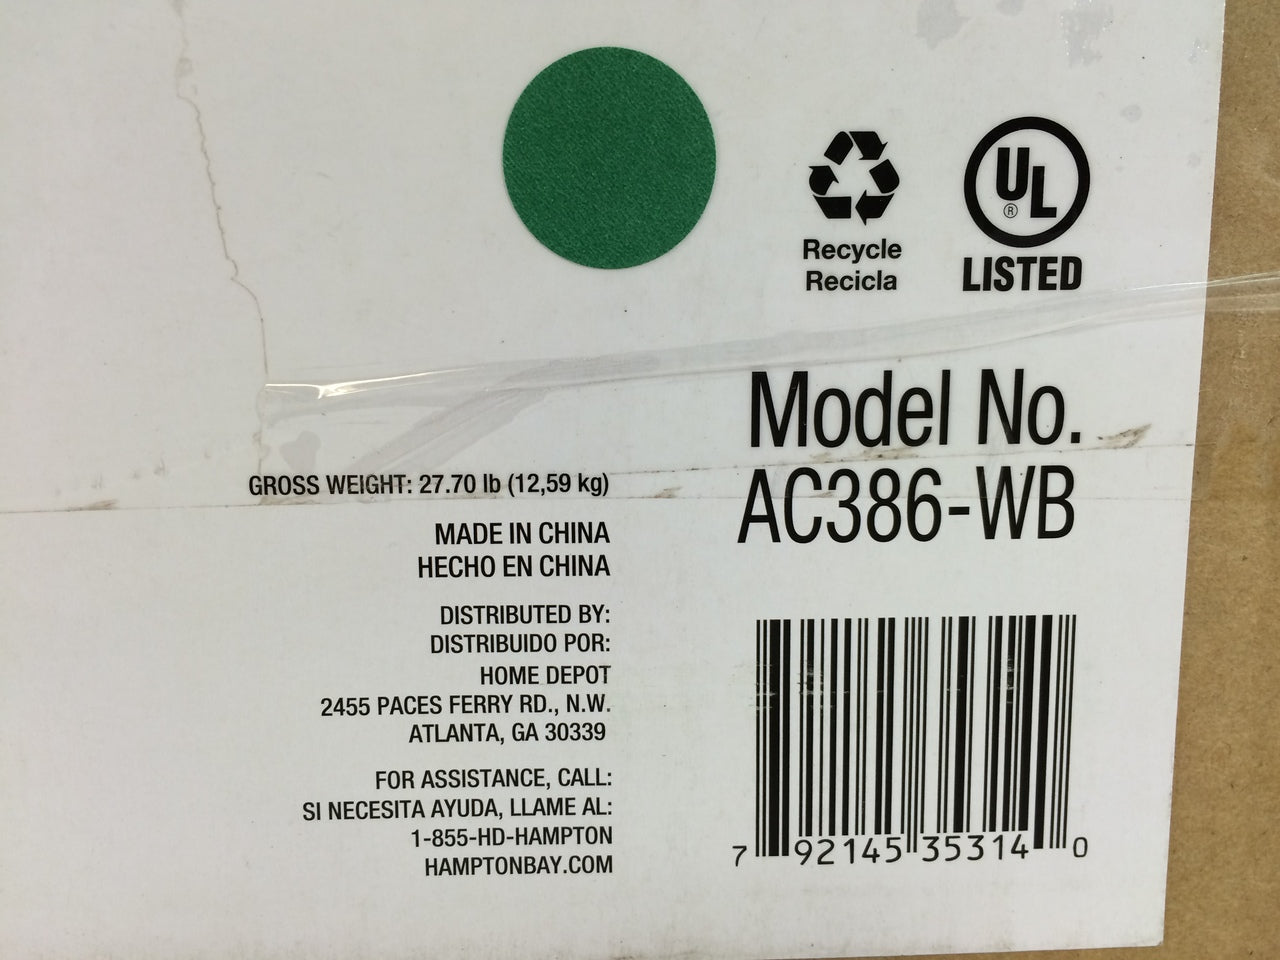 Recycle
Recicla
UL
®
LISTED
Model No.
AC386-WB
GROSS WEIGHT: 27.70 lb (12,59 kg)
MADE IN CHINA
HECHO EN CHINA
DISTRIBUTED BY:
DISTRIBUIDO POR:
HOME DEPOT
2455 PACES FERRY RD., N.W.
ATLANTA, GA 30339
FOR ASSISTANCE, CALL:
SI NECESITA AYUDA, LLAME AL:
1-855-HD-HAMPTON
HAMPTONBAY.COM
7 92145 35314 0